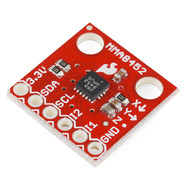 MMA8452
3.3V
SDA
SCL
I2
I1
GND
X
Y
Z